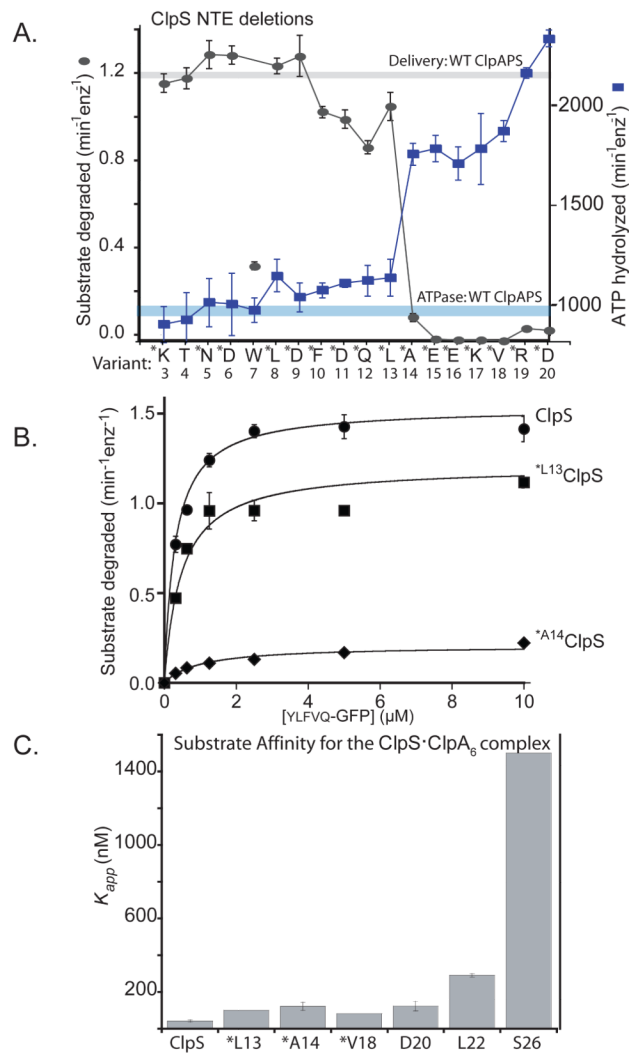 A.
ClpS NTE deletions
Substrate degraded (min⁻¹enz⁻¹)
1.2
0.8
0.4
0.0
Delivery: WT ClpAPS
ATPase: WT ClpAPS
2000
1500
1000
ATP hydrolyzed (min⁻¹enz⁻¹)
*K T *N *D W *L *D *F *D *Q *L *A *E *E *K *V *R *D
Variant: 3 4 5 6 7 8 9 10 11 12 13 14 15 16 17 18 19 20
B.
Substrate degraded (min⁻¹enz⁻¹)
1.5
1.0
0.5
0.0
0 2 4 6 8 10
[YLFVQ-GFP] (μM)
ClpS
*L13ClpS
*A14ClpS
C.
Substrate Affinity for the ClpS·ClpA₆ complex
Kapp (nM)
1400
1000
600
200
ClpS *L13 *A14 *V18 D20 L22 S26